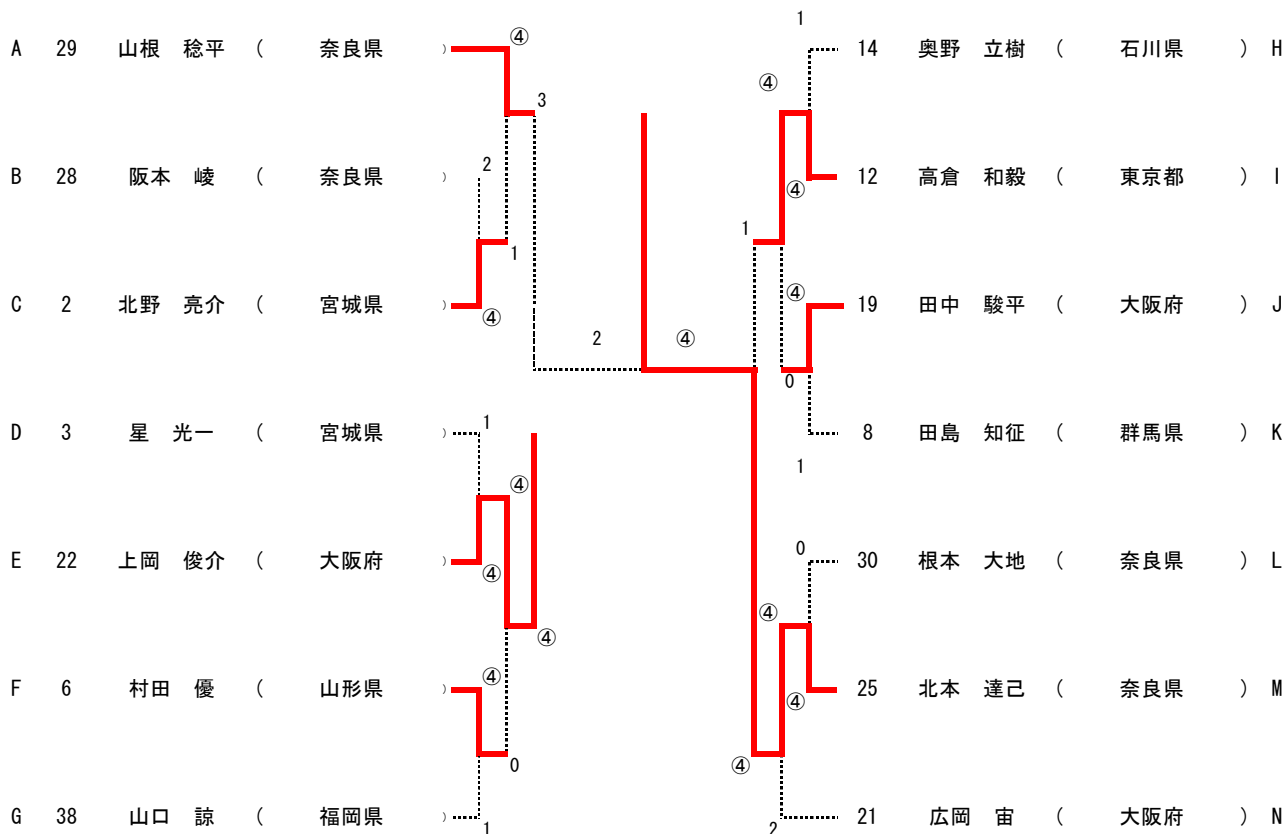 1
A 29 山根 稔平 ( 奈良県 ) ④ 14 奥野 立樹 ( 石川県 ) H
④
3
B 28 阪本 崚 ( 奈良県 ) 2 ④ 12 高倉 和毅 ( 東京都 ) I
1 1
C 2 北野 亮介 ( 宮城県 ) ④ ④ 19 田中 駿平 ( 大阪府 ) J
2 ④
0
D 3 星 光一 ( 宮城県 ) 1 8 田島 知征 ( 群馬県 ) K
1
④
0
E 22 上岡 俊介 ( 大阪府 ) ④ 30 根本 大地 ( 奈良県 ) L
④
④
F 6 村田 優 ( 山形県 ) ④ ④ 25 北本 達己 ( 奈良県 ) M
0 ④
G 38 山口 諒 ( 福岡県 ) 1 2 21 広岡 宙 ( 大阪府 ) N